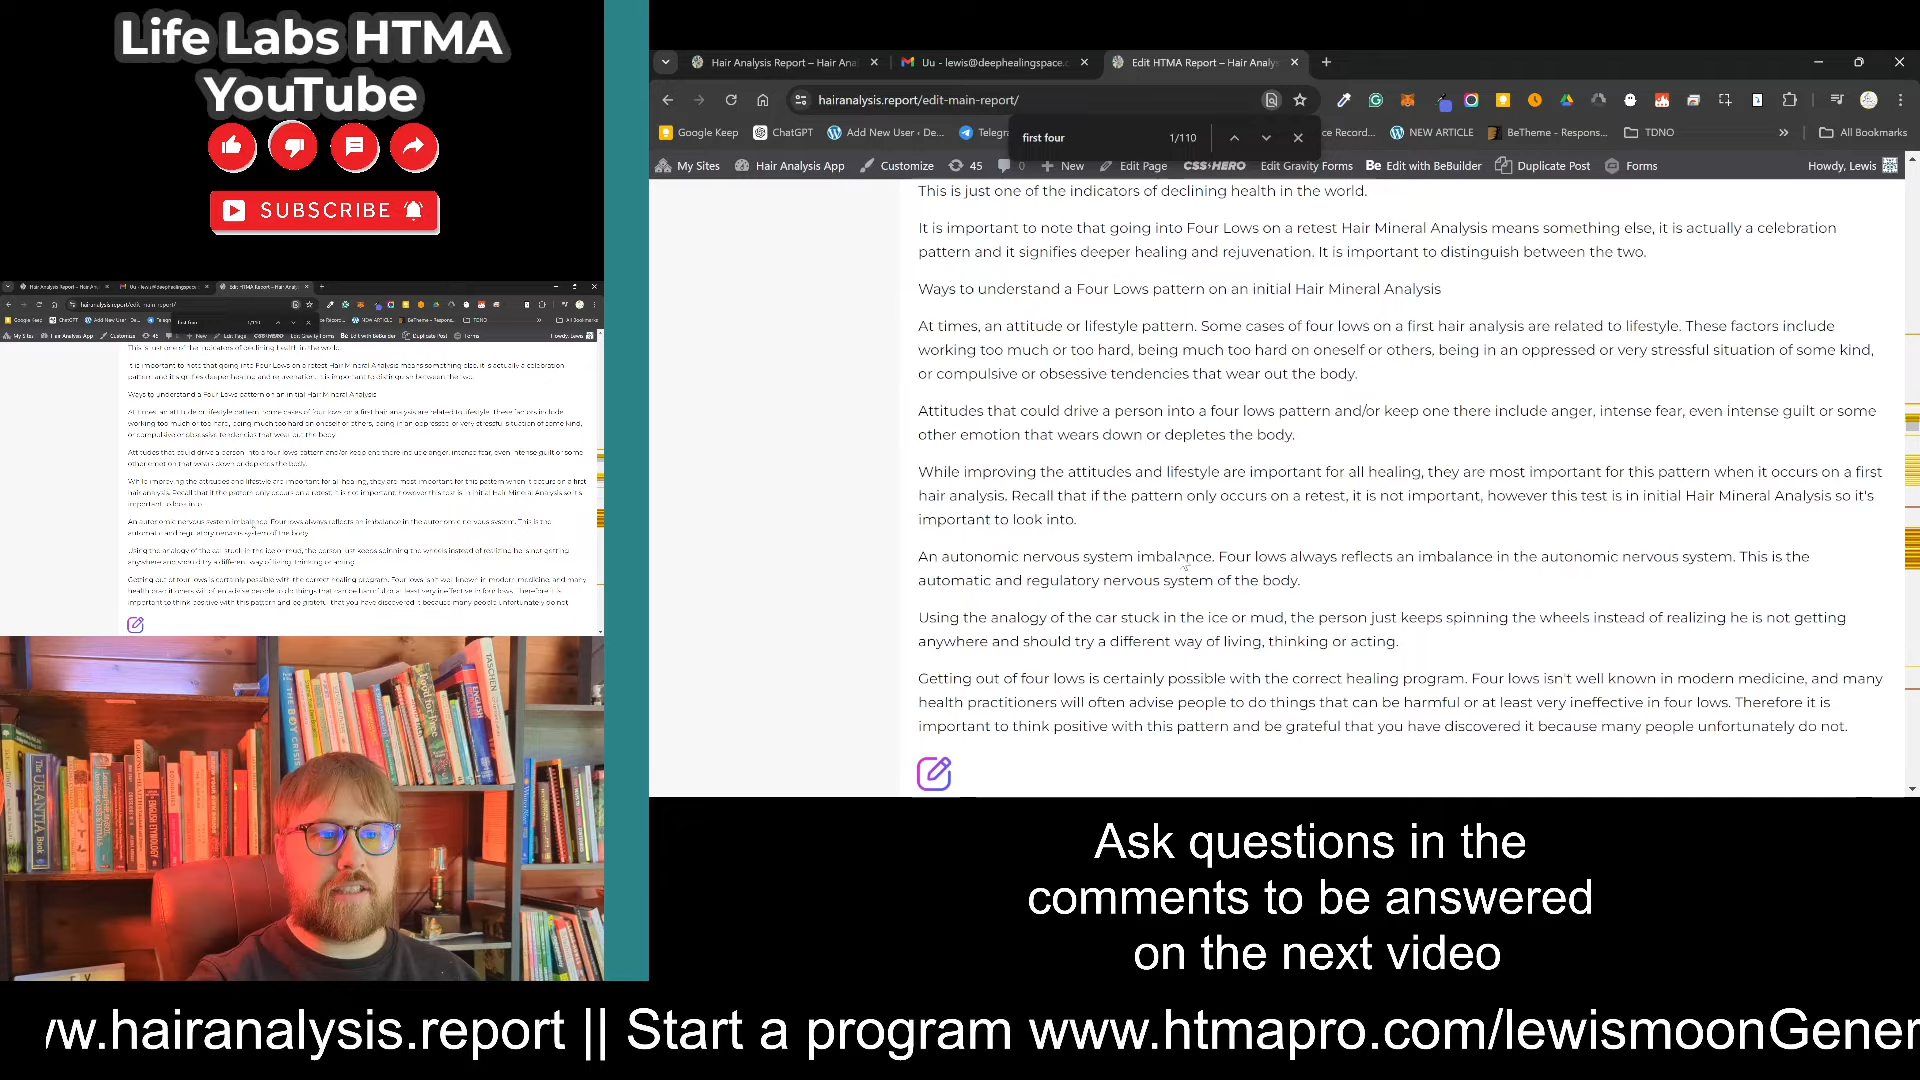 Life Labs HTMA
YouTube
SUBSCRIBE
Hair Analysis Report – Hair Ana
Uu - lewis@deephealingspace.c
Edit HTMA Report – Hair Analys
hairanalysis.report/edit-main-report/
first four
1/110
Google Keep
ChatGPT
Add New User ‹ De...
Telegra
ce Record...
NEW ARTICLE
BeTheme - Respons...
TDNO
All Bookmarks
My Sites
Hair Analysis App
Customize
45
0
New
Edit Page
CSS HERO
Edit Gravity Forms
Be Edit with BeBuilder
Duplicate Post
Forms
Howdy, Lewis
This is just one of the indicators of declining health in the world.
It is important to note that going into Four Lows on a retest Hair Mineral Analysis means something else, it is actually a celebration
pattern and it signifies deeper healing and rejuvenation. It is important to distinguish between the two.
Ways to understand a Four Lows pattern on an initial Hair Mineral Analysis
At times, an attitude or lifestyle pattern. Some cases of four lows on a first hair analysis are related to lifestyle. These factors include
working too much or too hard, being much too hard on oneself or others, being in an oppressed or very stressful situation of some kind,
or compulsive or obsessive tendencies that wear out the body.
Attitudes that could drive a person into a four lows pattern and/or keep one there include anger, intense fear, even intense guilt or some
other emotion that wears down or depletes the body.
While improving the attitudes and lifestyle are important for all healing, they are most important for this pattern when it occurs on a first
hair analysis. Recall that if the pattern only occurs on a retest, it is not important, however this test is in initial Hair Mineral Analysis so it's
important to look into.
An autonomic nervous system imbalance. Four lows always reflects an imbalance in the autonomic nervous system. This is the
automatic and regulatory nervous system of the body.
Using the analogy of the car stuck in the ice or mud, the person just keeps spinning the wheels instead of realizing he is not getting
anywhere and should try a different way of living, thinking or acting.
Getting out of four lows is certainly possible with the correct healing program. Four lows isn't well known in modern medicine, and many
health practitioners will often advise people to do things that can be harmful or at least very ineffective in four lows. Therefore it is
important to think positive with this pattern and be grateful that you have discovered it because many people unfortunately do not.
The URANTIA Book
THE BOY CRISIS
Food for Free
ENGLISH
TASCHEN
Ask questions in the
comments to be answered
on the next video
w.hairanalysis.report || Start a program www.htmapro.com/lewismoonGener